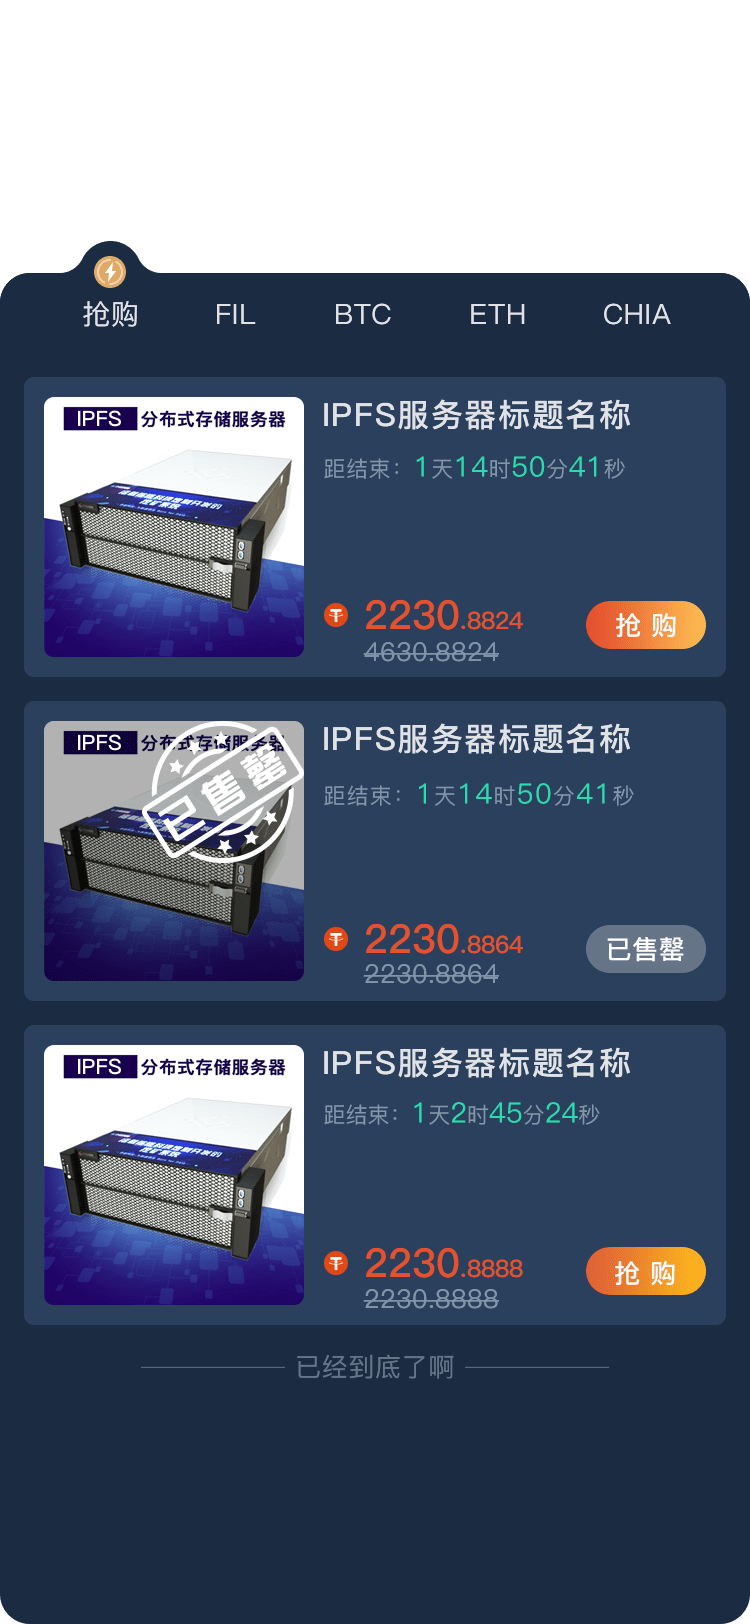 抢购 FIL BTC ETH CHIA
IPFS 分布式存储服务器
IPFS服务器标题名称
距结束：1天14时50分41秒
2230.8824
4630.8824
抢 购
IPFS 分布式存储服务器
已售罄
IPFS服务器标题名称
距结束：1天14时50分41秒
2230.8864
2230.8864
已售罄
IPFS 分布式存储服务器
IPFS服务器标题名称
距结束：1天2时45分24秒
2230.8888
2230.8888
抢 购
已经到底了啊